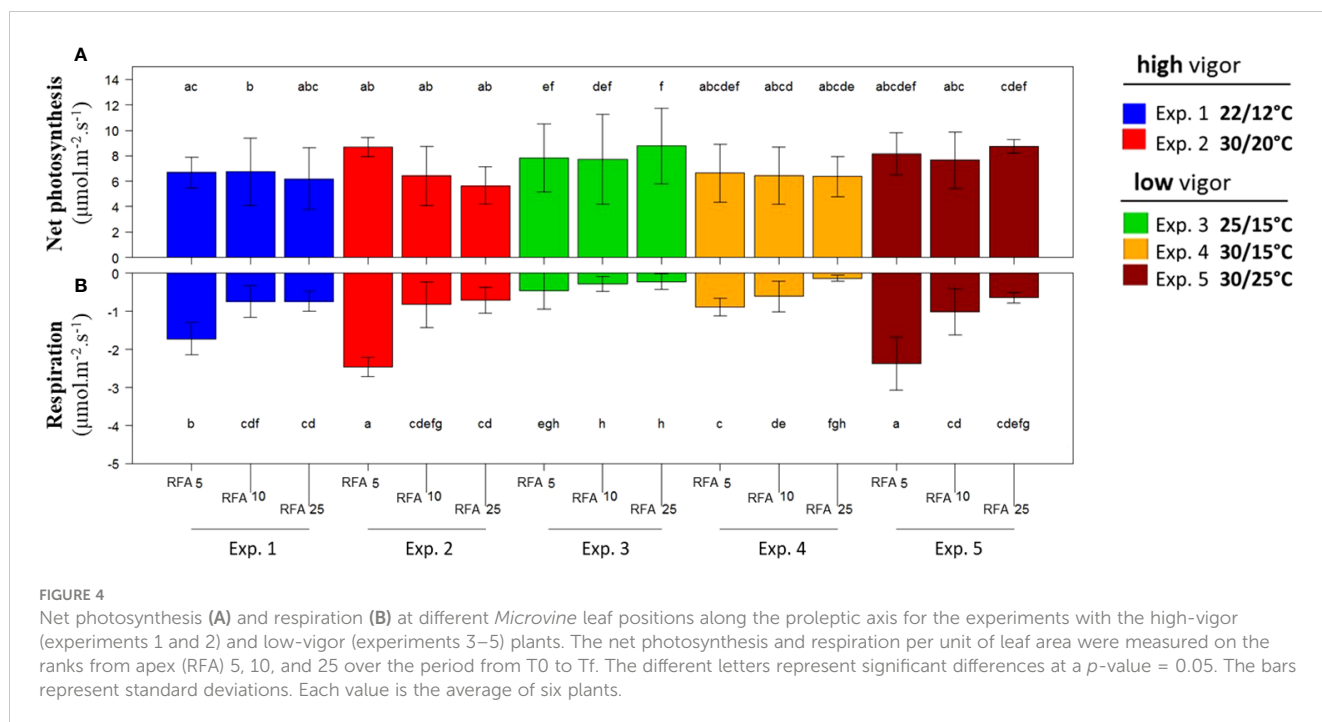 A
Net photosynthesis
(µmol.m-2.s-1)
14
12
10
8
6
4
2
0
ac b abc ab ab ab ef def f abcdef abcd abcde abcdef abc cdef
B
Respiration
(µmol.m-2.s-1)
0
-1
-2
-3
-4
-5
b cdf cd a cdefg cd egh h h c de fgh a cd cdefg
RFA 5 RFA 10 RFA 25 RFA 5 RFA 10 RFA 25 RFA 5 RFA 10 RFA 25 RFA 5 RFA 10 RFA 25 RFA 5 RFA 10 RFA 25
Exp. 1 Exp. 2 Exp. 3 Exp. 4 Exp. 5
high vigor
Exp. 1 22/12°C
Exp. 2 30/20°C
low vigor
Exp. 3 25/15°C
Exp. 4 30/15°C
Exp. 5 30/25°C
FIGURE 4
Net photosynthesis (A) and respiration (B) at different Microvine leaf positions along the proleptic axis for the experiments with the high-vigor
(experiments 1 and 2) and low-vigor (experiments 3–5) plants. The net photosynthesis and respiration per unit of leaf area were measured on the
ranks from apex (RFA) 5, 10, and 25 over the period from T0 to Tf. The different letters represent significant differences at a p-value = 0.05. The bars
represent standard deviations. Each value is the average of six plants.